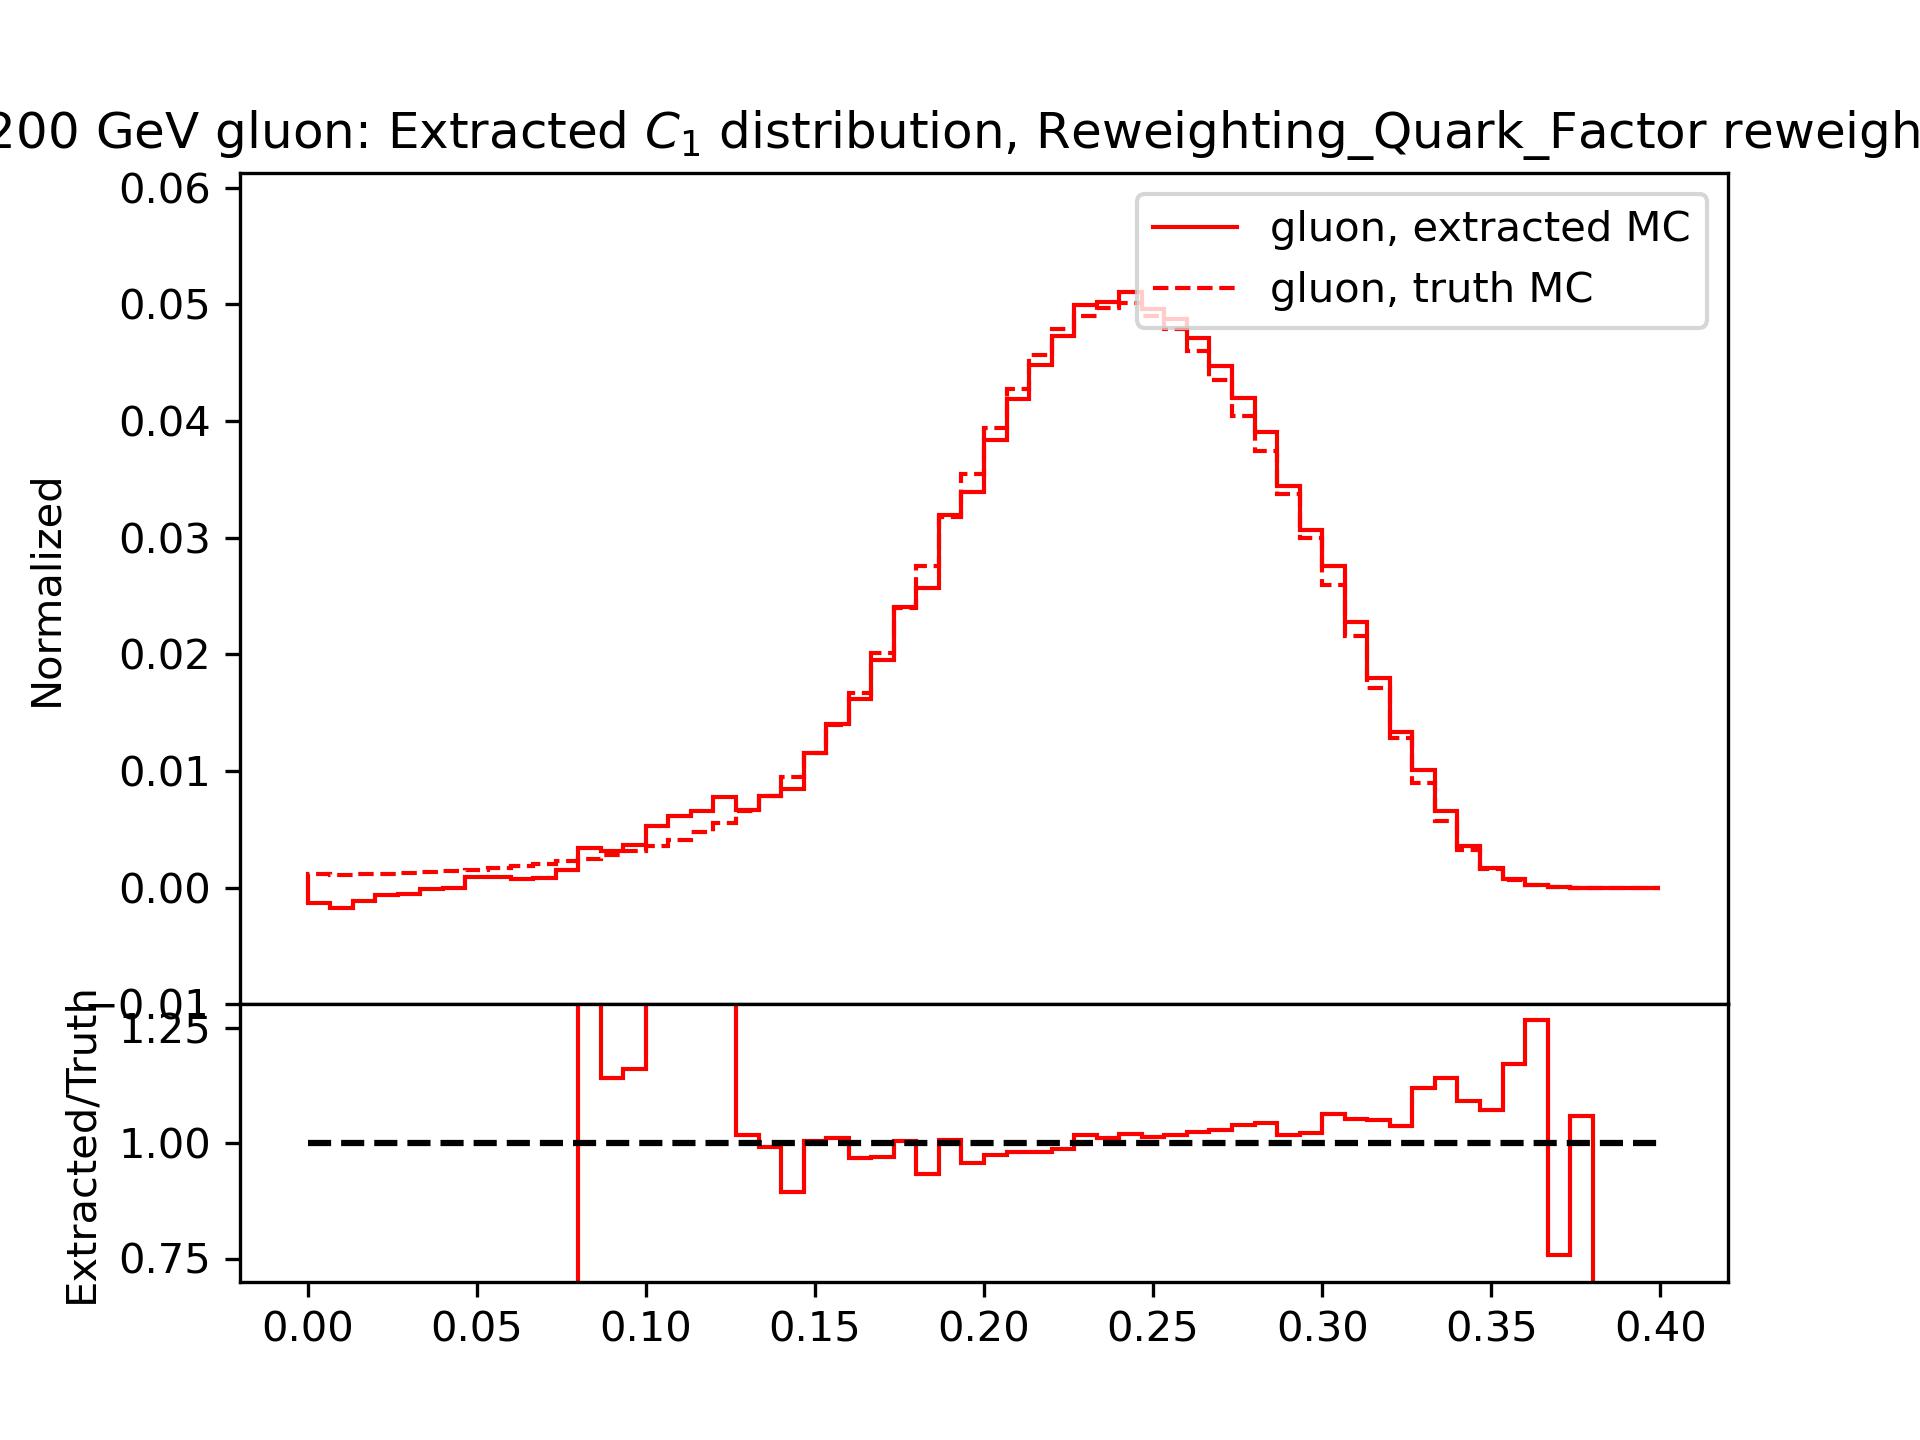 200 GeV gluon: Extracted C₁ distribution, Reweighting_Quark_Factor reweigh
gluon, extracted MC
gluon, truth MC
Normalized
0.06
0.05
0.04
0.03
0.02
0.01
0.00
−0.01
Extracted/Truth
1.25
1.00
0.75
0.00 0.05 0.10 0.15 0.20 0.25 0.30 0.35 0.40